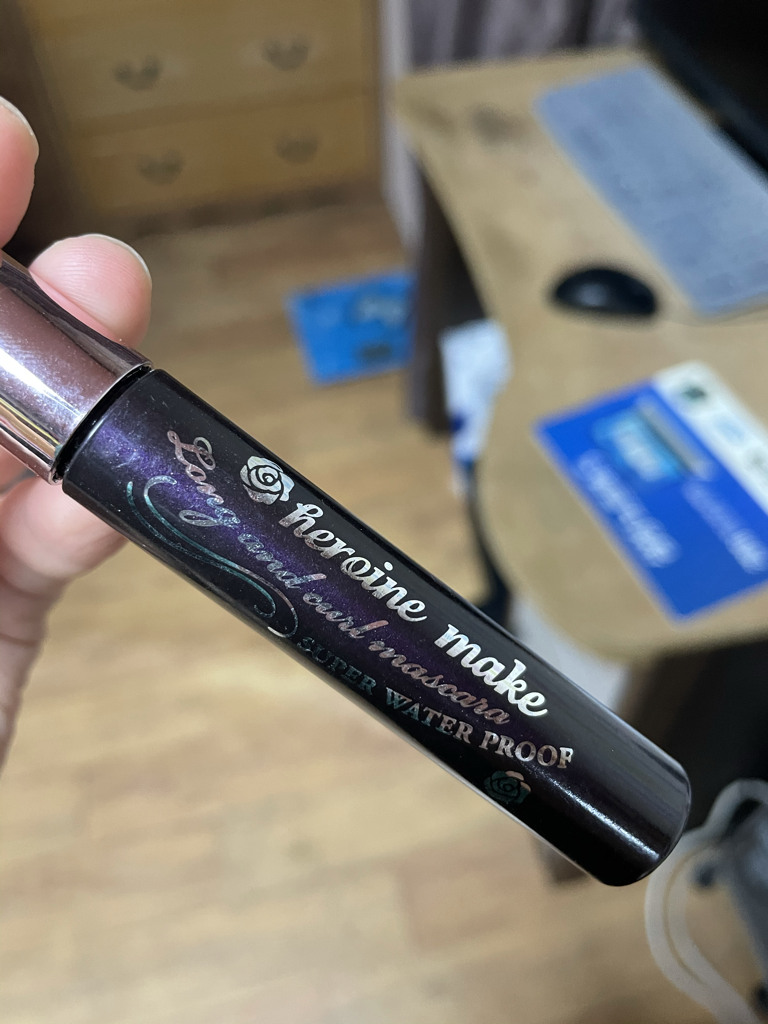 heroine make
Long and curl mascara
SUPER WATER PROOF